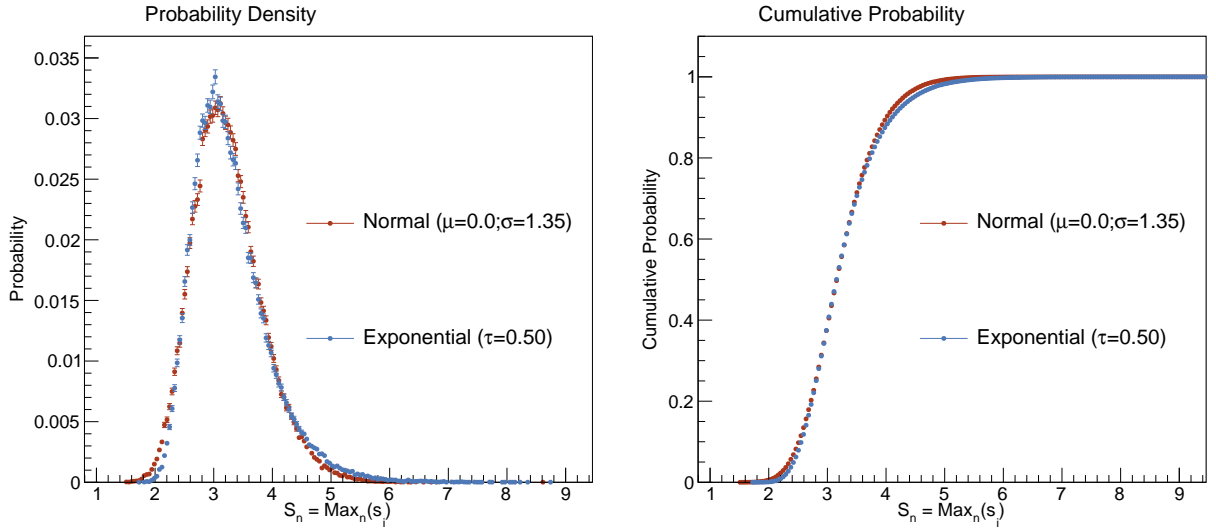 Probability Density
0.035
0.03
0.025
0.02
0.015
0.01
0.005
0
Probability
Normal (μ=0.0;σ=1.35)
Exponential (τ=0.50)
1 2 3 4 5 6 7 8 9
S_n = Max_n(s_i)
Cumulative Probability
1
0.8
0.6
0.4
0.2
0
Cumulative Probability
Normal (μ=0.0;σ=1.35)
Exponential (τ=0.50)
1 2 3 4 5 6 7 8 9
S_n = Max_n(s_i)